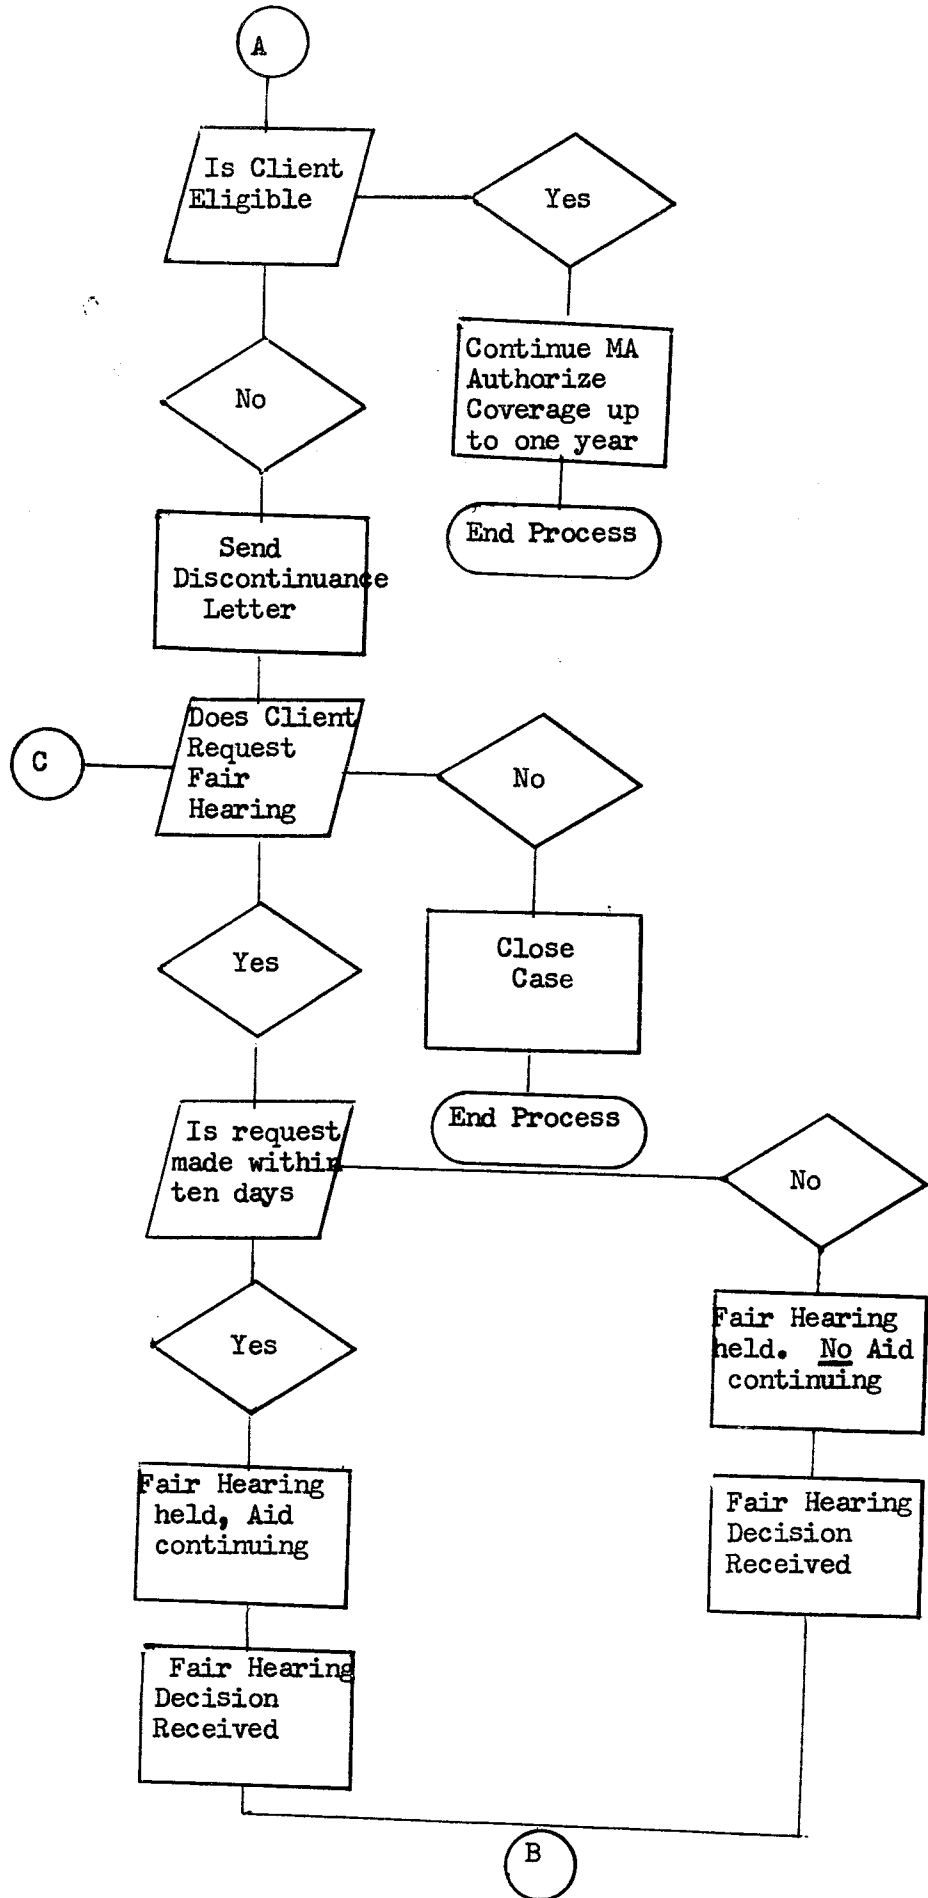 A
Is Client
Eligible
Yes
Continue MA
Authorize
Coverage up
to one year
End Process
No
Send
Discontinuance
Letter
C
Does Client
Request
Fair
Hearing
No
Close
Case
End Process
Yes
Is request
made within
ten days
No
Fair Hearing
held. No Aid
continuing
Fair Hearing
Decision
Received
Yes
Fair Hearing
held, Aid
continuing
Fair Hearing
Decision
Received
B